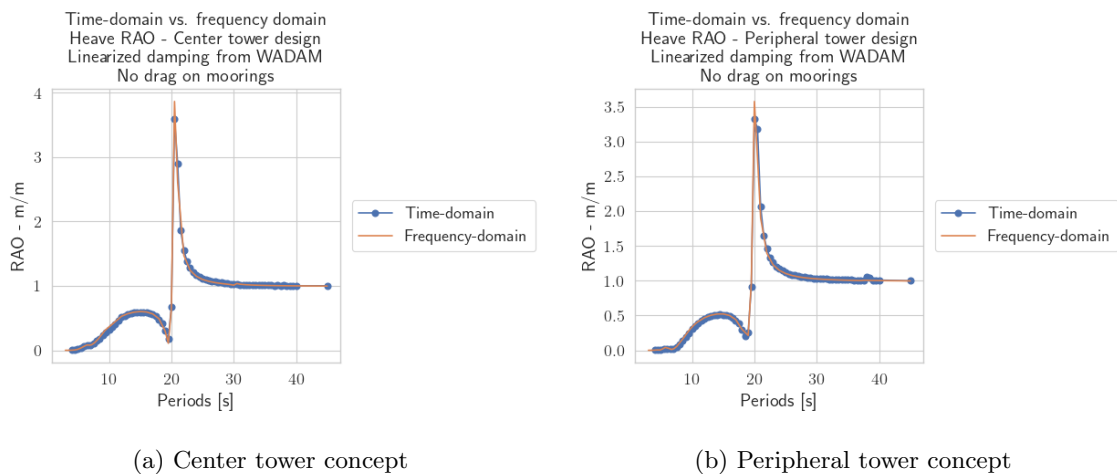 Time-domain vs. frequency domain
Heave RAO - Center tower design
Linearized damping from WADAM
No drag on moorings
4
3
2
1
0
RAO - m/m
10
20
30
40
Periods [s]
Time-domain
Frequency-domain
(a) Center tower concept
Time-domain vs. frequency domain
Heave RAO - Peripheral tower design
Linearized damping from WADAM
No drag on moorings
3.5
3.0
2.5
2.0
1.5
1.0
0.5
0.0
RAO - m/m
10
20
30
40
Periods [s]
Time-domain
Frequency-domain
(b) Peripheral tower concept